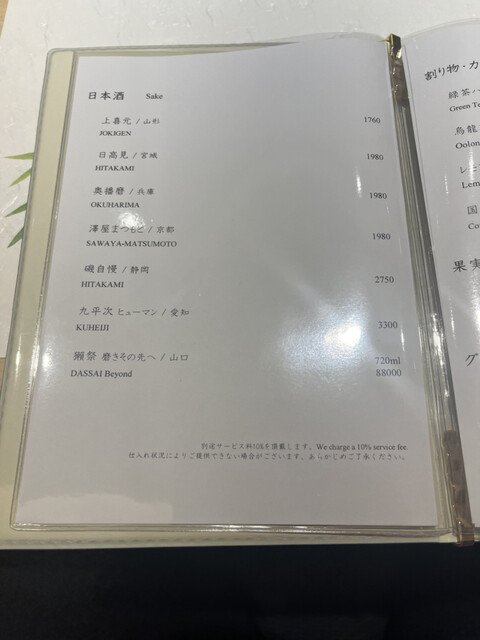 日本酒 Sake
上喜元 / 山形 1760
JOKIGEN
日高見 / 宮城 1980
HITAKAMI
奥播磨 / 兵庫 1980
OKUHARIMA
澤屋まつもと / 京都 1980
SAWAYA-MATSUMOTO
磯自慢 / 静岡 2750
HITAKAMI
九平次 ヒューマン / 愛知 3300
KUHEIJI
獺祭 磨きその先へ / 山口 720ml
DASSAI Beyond 88000
別途サービス料10%を頂戴します。We charge a 10% service fee.
仕入れ状況によりご提供できない場合がございます。あらかじめご了承ください。
割り物・カ
緑茶ハ
Green Te
烏龍
Oolon
レモ
Lem
国
Co
果実
グ